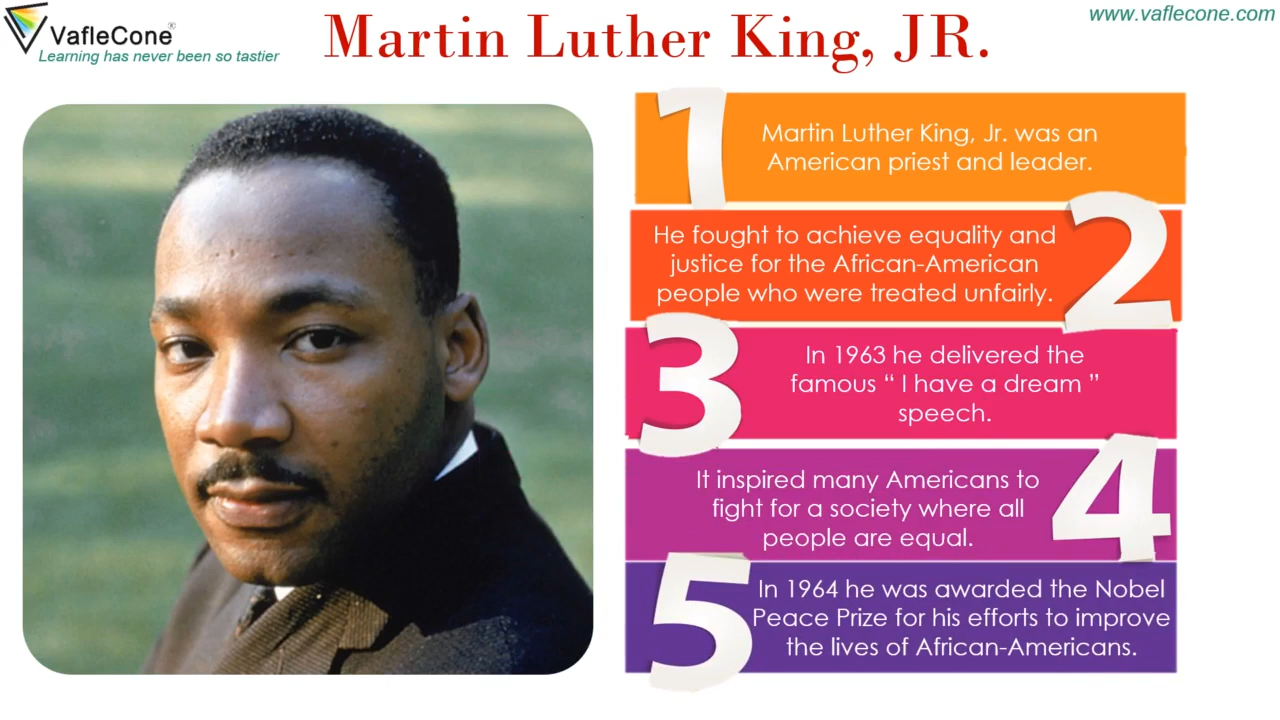 VafleCone®
Learning has never been so tastier
Martin Luther King, JR.
www.vaflecone.com
1
Martin Luther King, Jr. was an
American priest and leader.
2
He fought to achieve equality and
justice for the African-American
people who were treated unfairly.
3
In 1963 he delivered the
famous “ I have a dream ”
speech.
4
It inspired many Americans to
fight for a society where all
people are equal.
5
In 1964 he was awarded the Nobel
Peace Prize for his efforts to improve
the lives of African-Americans.